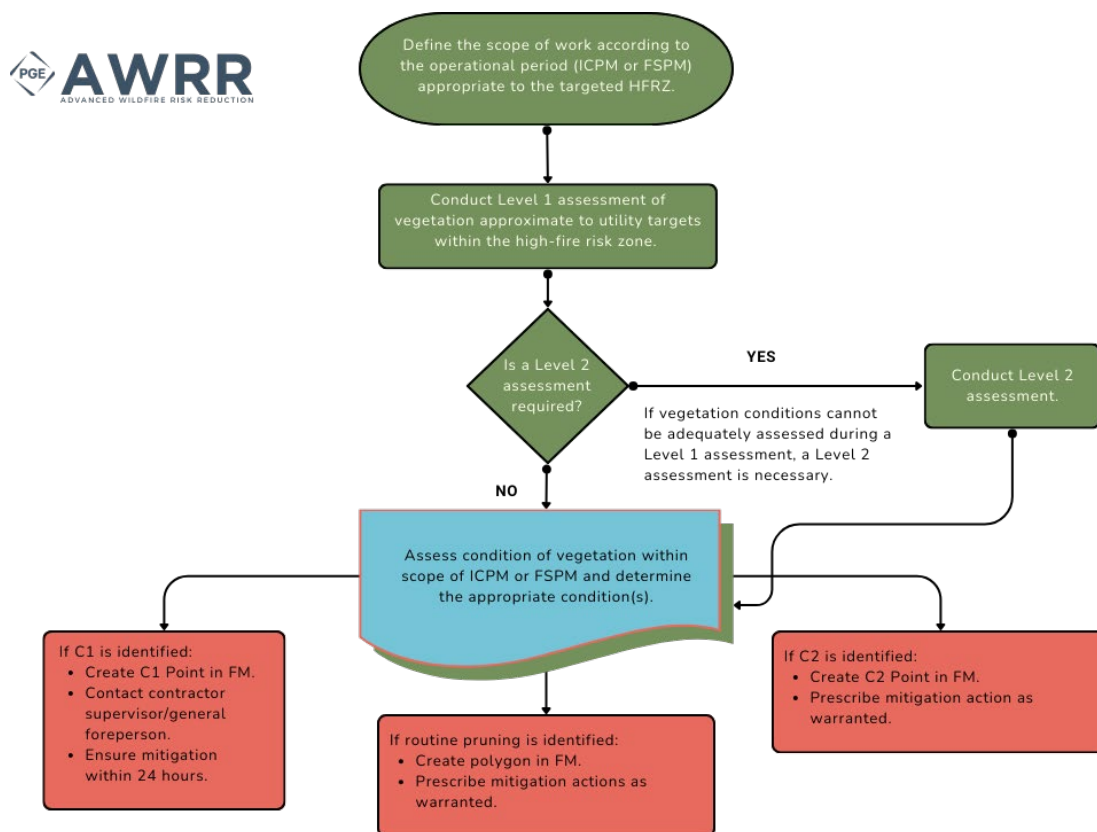 PGE AWRR
ADVANCED WILDFIRE RISK REDUCTION
Define the scope of work according to
the operational period (ICPM or FSPM)
appropriate to the targeted HFRZ.
Conduct Level 1 assessment of
vegetation approximate to utility targets
within the high-fire risk zone.
Is a Level 2
assessment
required?
YES
If vegetation conditions cannot
be adequately assessed during a
Level 1 assessment, a Level 2
assessment is necessary.
Conduct Level 2
assessment.
NO
Assess condition of vegetation within
scope of ICPM or FSPM and determine
the appropriate condition(s).
If C1 is identified:
• Create C1 Point in FM.
• Contact contractor
supervisor/general
foreperson.
• Ensure mitigation
within 24 hours.
If routine pruning is identified:
• Create polygon in FM.
• Prescribe mitigation actions as
warranted.
If C2 is identified:
• Create C2 Point in FM.
• Prescribe mitigation action as
warranted.